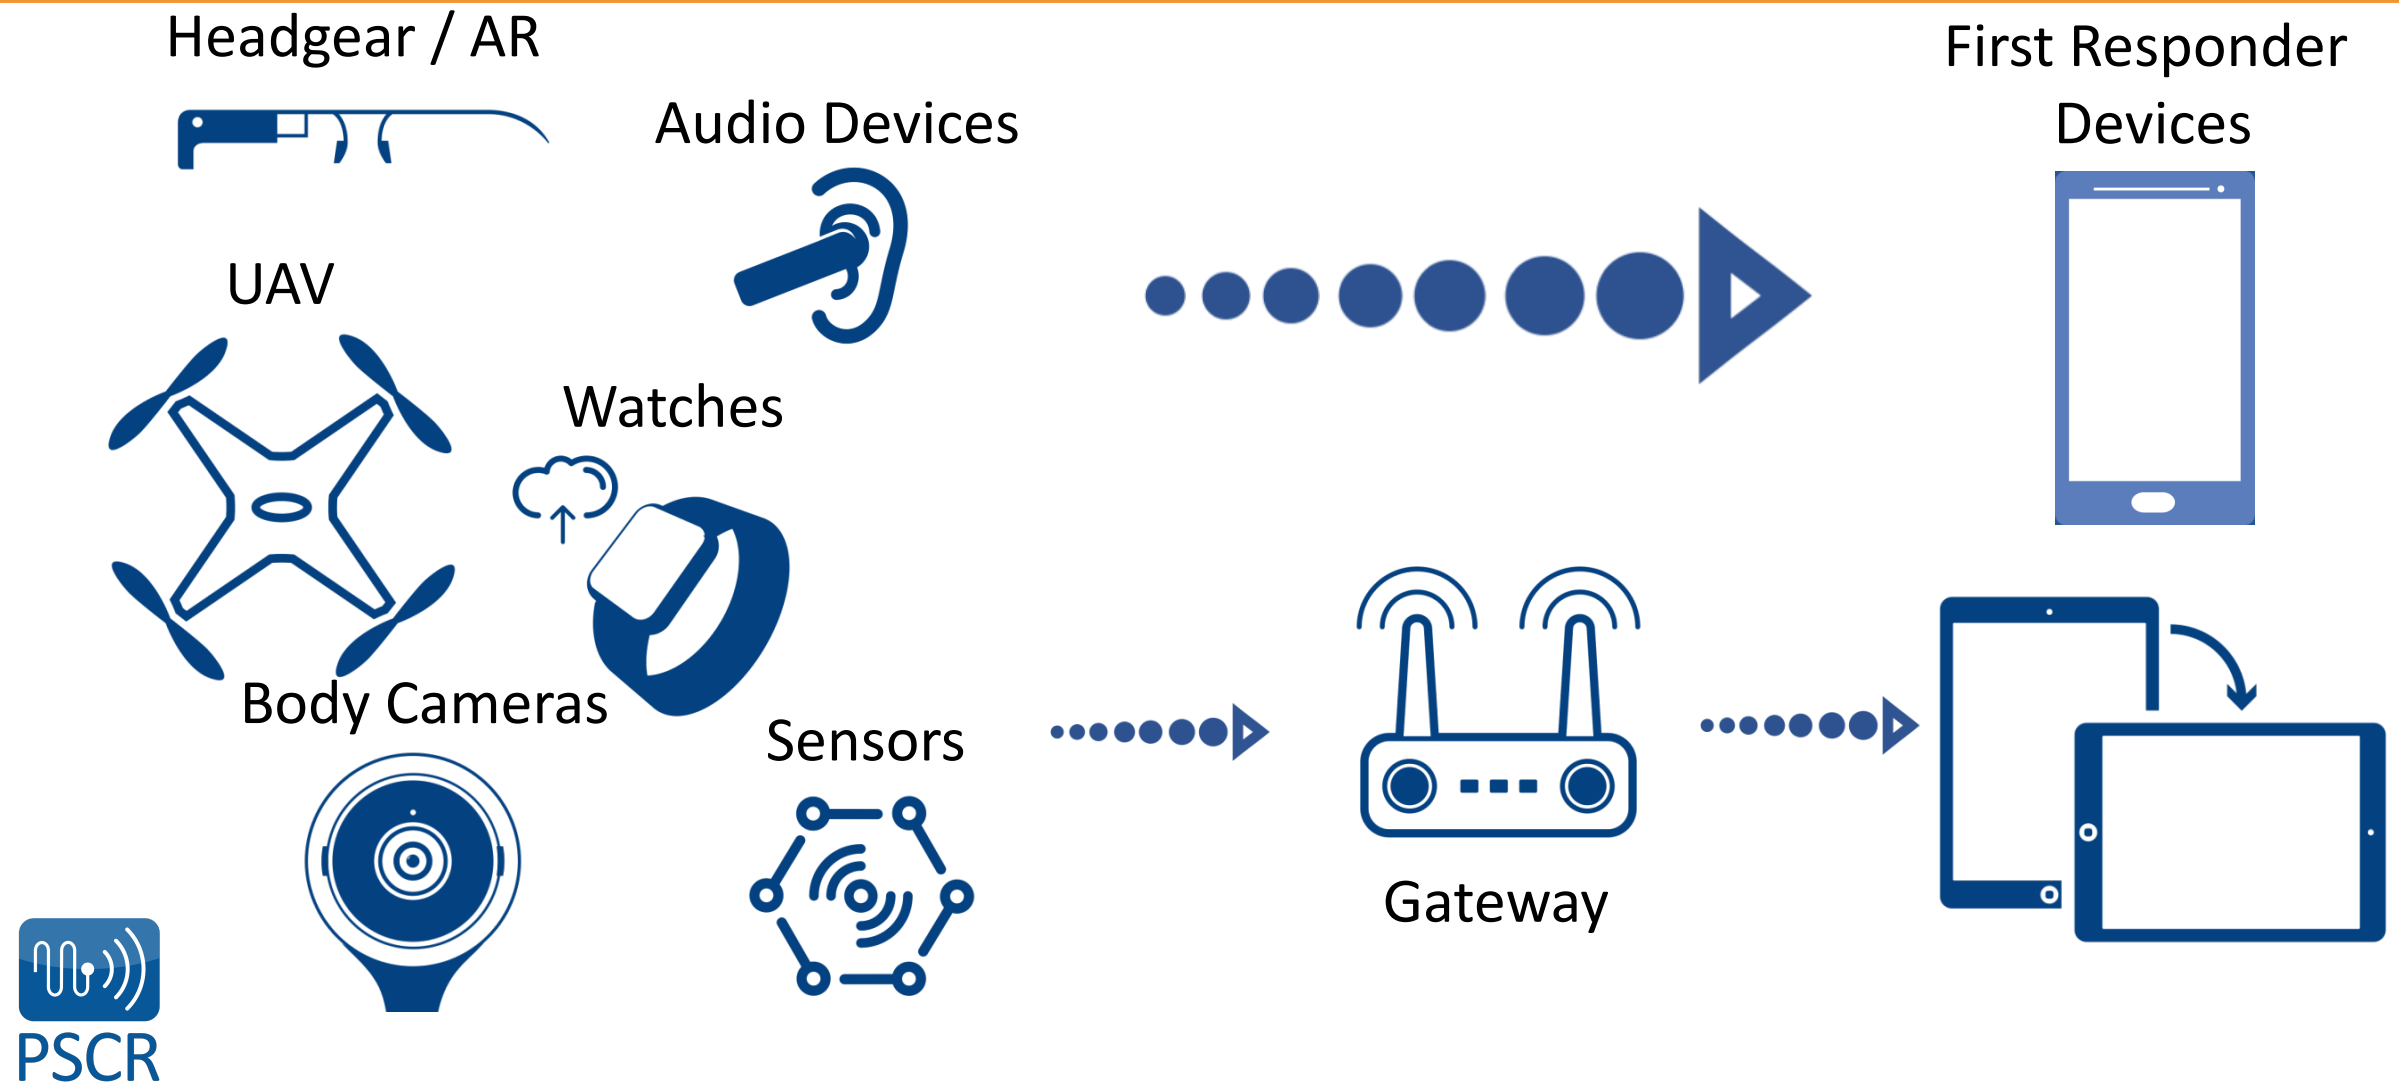 Headgear / AR
Audio Devices
First Responder
Devices
UAV
Watches
Body Cameras
Sensors
Gateway
PSCR